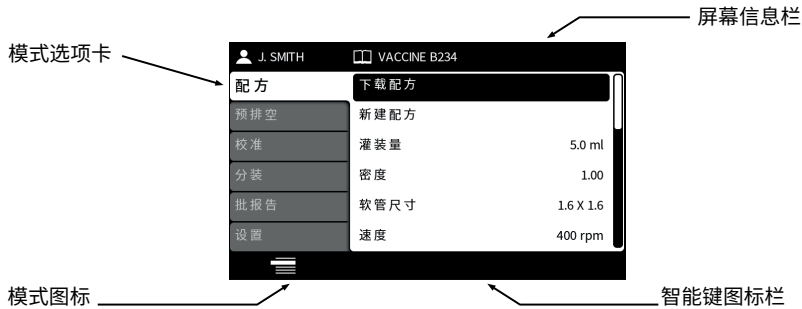 屏幕信息栏
模式选项卡
J. SMITH VACCINE B234
配方 下载配方
预排空 新建配方
校准 灌装量 5.0 ml
分装 密度 1.00
批报告 软管尺寸 1.6 X 1.6
设置 速度 400 rpm
模式图标 智能键图标栏